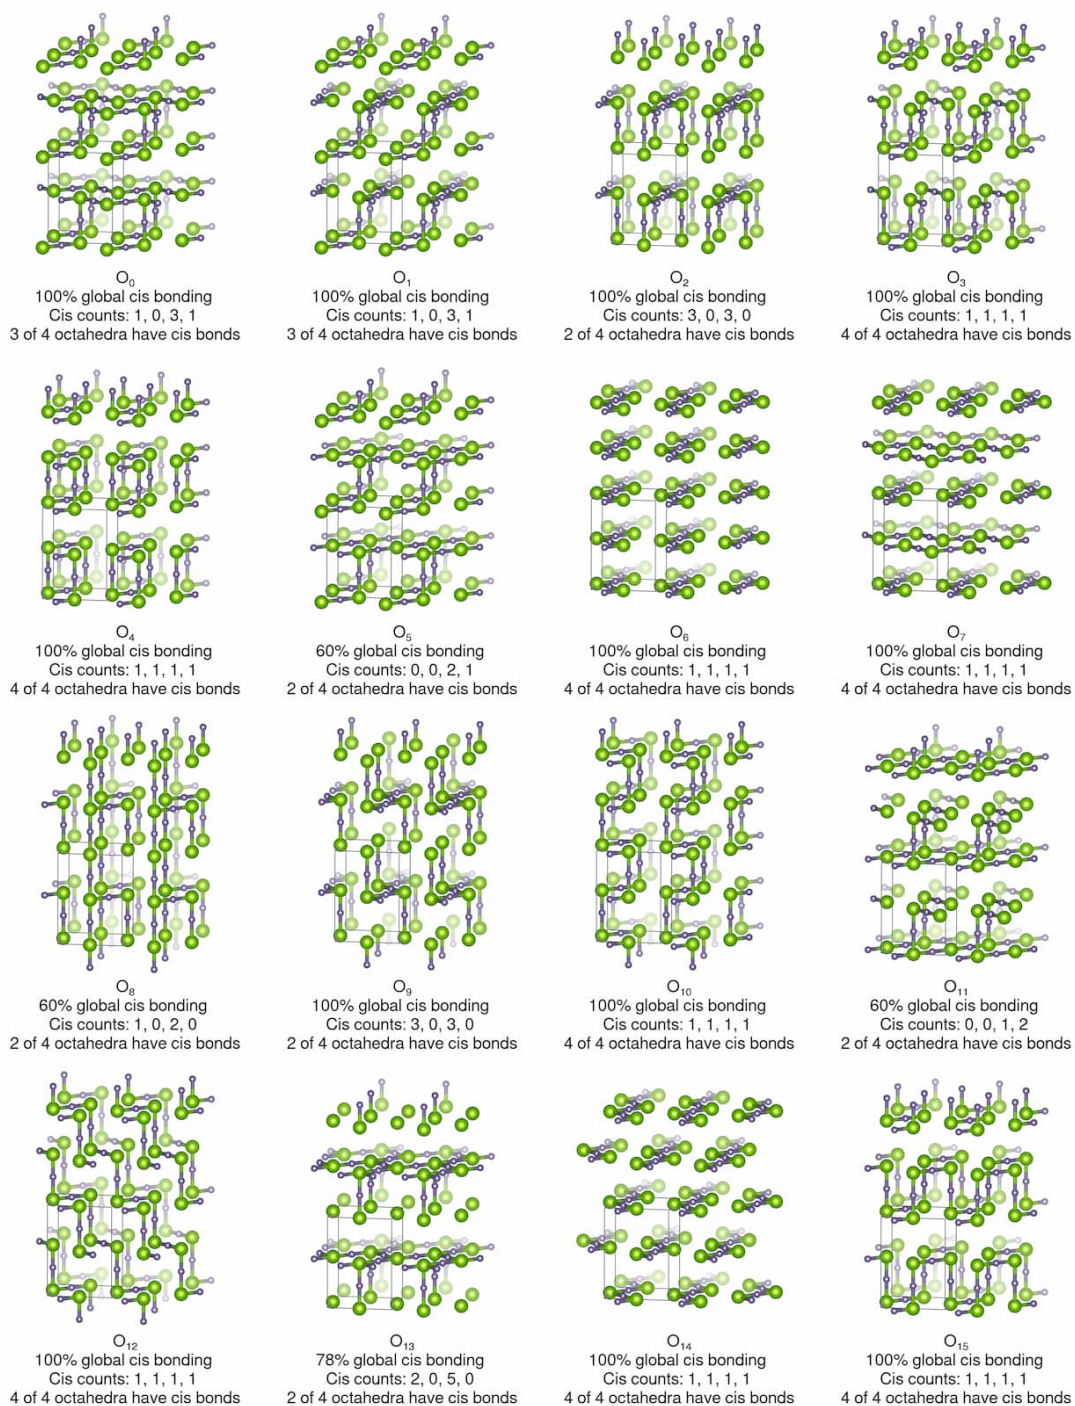 O₀
100% global cis bonding
Cis counts: 1, 0, 3, 1
3 of 4 octahedra have cis bonds
O₁
100% global cis bonding
Cis counts: 1, 0, 3, 1
3 of 4 octahedra have cis bonds
O₂
100% global cis bonding
Cis counts: 3, 0, 3, 0
2 of 4 octahedra have cis bonds
O₃
100% global cis bonding
Cis counts: 1, 1, 1, 1
4 of 4 octahedra have cis bonds
O₄
100% global cis bonding
Cis counts: 1, 1, 1, 1
4 of 4 octahedra have cis bonds
O₅
60% global cis bonding
Cis counts: 0, 0, 2, 1
2 of 4 octahedra have cis bonds
O₆
100% global cis bonding
Cis counts: 1, 1, 1, 1
4 of 4 octahedra have cis bonds
O₇
100% global cis bonding
Cis counts: 1, 1, 1, 1
4 of 4 octahedra have cis bonds
O₈
60% global cis bonding
Cis counts: 1, 0, 2, 0
2 of 4 octahedra have cis bonds
O₉
100% global cis bonding
Cis counts: 3, 0, 3, 0
2 of 4 octahedra have cis bonds
O₁₀
100% global cis bonding
Cis counts: 1, 1, 1, 1
4 of 4 octahedra have cis bonds
O₁₁
60% global cis bonding
Cis counts: 0, 0, 1, 2
2 of 4 octahedra have cis bonds
O₁₂
100% global cis bonding
Cis counts: 1, 1, 1, 1
4 of 4 octahedra have cis bonds
O₁₃
78% global cis bonding
Cis counts: 2, 0, 5, 0
2 of 4 octahedra have cis bonds
O₁₄
100% global cis bonding
Cis counts: 1, 1, 1, 1
4 of 4 octahedra have cis bonds
O₁₅
100% global cis bonding
Cis counts: 1, 1, 1, 1
4 of 4 octahedra have cis bonds